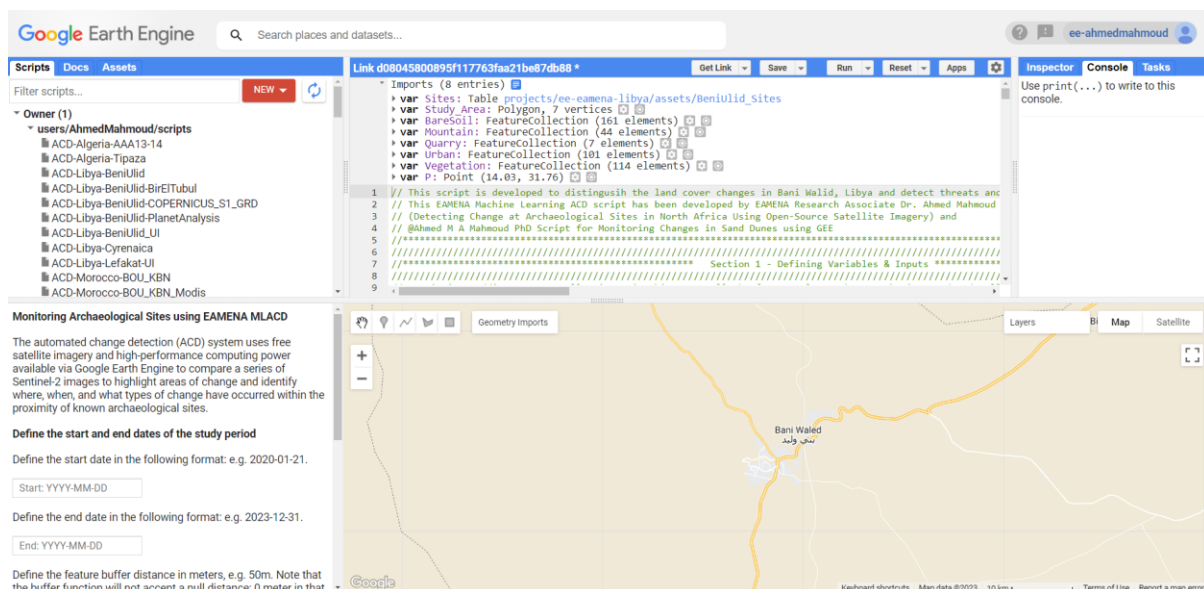 Google Earth Engine
Search places and datasets...
ee-ahmedmahmoud
Scripts Docs Assets
Filter scripts...
NEW
Owner (1)
users/AhmedMahmoud/scripts
ACD-Algeria-AAA13-14
ACD-Algeria-Tipaza
ACD-Libya-BeniUlid
ACD-Libya-BeniUlid-BirElTubul
ACD-Libya-BeniUlid-COPERNICUS_S1_GRD
ACD-Libya-BeniUlid-PlanetAnalysis
ACD-Libya-BeniUlid_UI
ACD-Libya-Cyrenaica
ACD-Libya-Lefakat-UI
ACD-Morocco-BOU_KBN
ACD-Morocco-BOU_KBN_Modis
Link d08045800895f117763faa21be87db88 *
Get Link Save Run Reset Apps
Imports (8 entries)
var Sites: Table projects/ee-eamena-libya/assets/BeniUlid_Sites
var Study_Area: Polygon, 7 vertices
var BareSoil: FeatureCollection (161 elements)
var Mountain: FeatureCollection (44 elements)
var Quarry: FeatureCollection (7 elements)
var Urban: FeatureCollection (101 elements)
var Vegetation: FeatureCollection (114 elements)
var P: Point (14.03, 31.76)
1 // This script is developed to distingusih the land cover changes in Bani Walid, Libya and detect threats and
2 // This EAMENA Machine Learning ACD script has been developed by EAMENA Research Associate Dr. Ahmed Mahmoud
3 // (Detecting Change at Archaeological Sites in North Africa Using Open-Source Satellite Imagery) and
4 // @Ahmed M A Mahmoud PhD Script for Monitoring Changes in Sand Dunes using GEE
5
6
7 Section 1 - Defining Variables & Inputs
8
9
Inspector Console Tasks
Use print(...) to write to this
console.
Monitoring Archaeological Sites using EAMENA MLACD
The automated change detection (ACD) system uses free
satellite imagery and high-performance computing power
available via Google Earth Engine to compare a series of
Sentinel-2 images to highlight areas of change and identify
where, when, and what types of change have occurred within the
proximity of known archaeological sites.
Define the start and end dates of the study period
Define the start date in the following format: e.g. 2020-01-21.
Start: YYYY-MM-DD
Define the end date in the following format: e.g. 2023-12-31.
End: YYYY-MM-DD
Define the feature buffer distance in meters, e.g. 50m. Note that
the buffer function will not accept a null distance: 0 meter in that
Geometry Imports
Layers
Map Satellite
Bani Waled
بني وليد
Google
Keyboard shortcuts Map data ©2023 10 km Terms of Use Report a map error